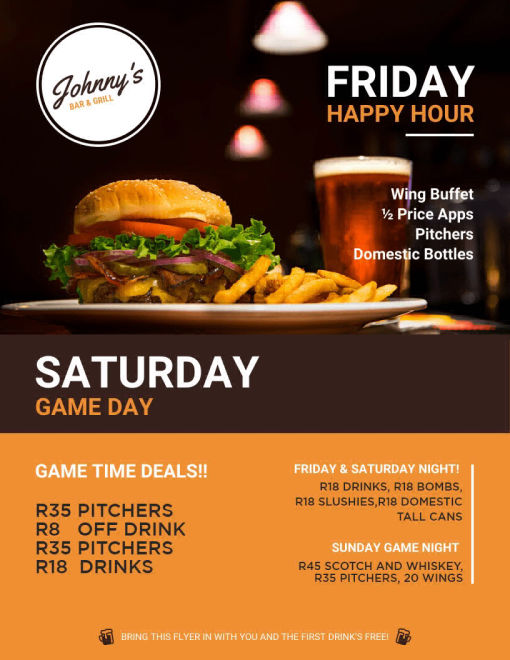 Johnny's
BAR & GRILL
FRIDAY
HAPPY HOUR
Wing Buffet
½ Price Apps
Pitchers
Domestic Bottles
SATURDAY
GAME DAY
GAME TIME DEALS!!
R35 PITCHERS
R8 OFF DRINK
R35 PITCHERS
R18 DRINKS
FRIDAY & SATURDAY NIGHT!
R18 DRINKS, R18 BOMBS,
R18 SLUSHIES,R18 DOMESTIC
TALL CANS
SUNDAY GAME NIGHT
R45 SCOTCH AND WHISKEY,
R35 PITCHERS, 20 WINGS
BRING THIS FLYER IN WITH YOU AND THE FIRST DRINK'S FREE!